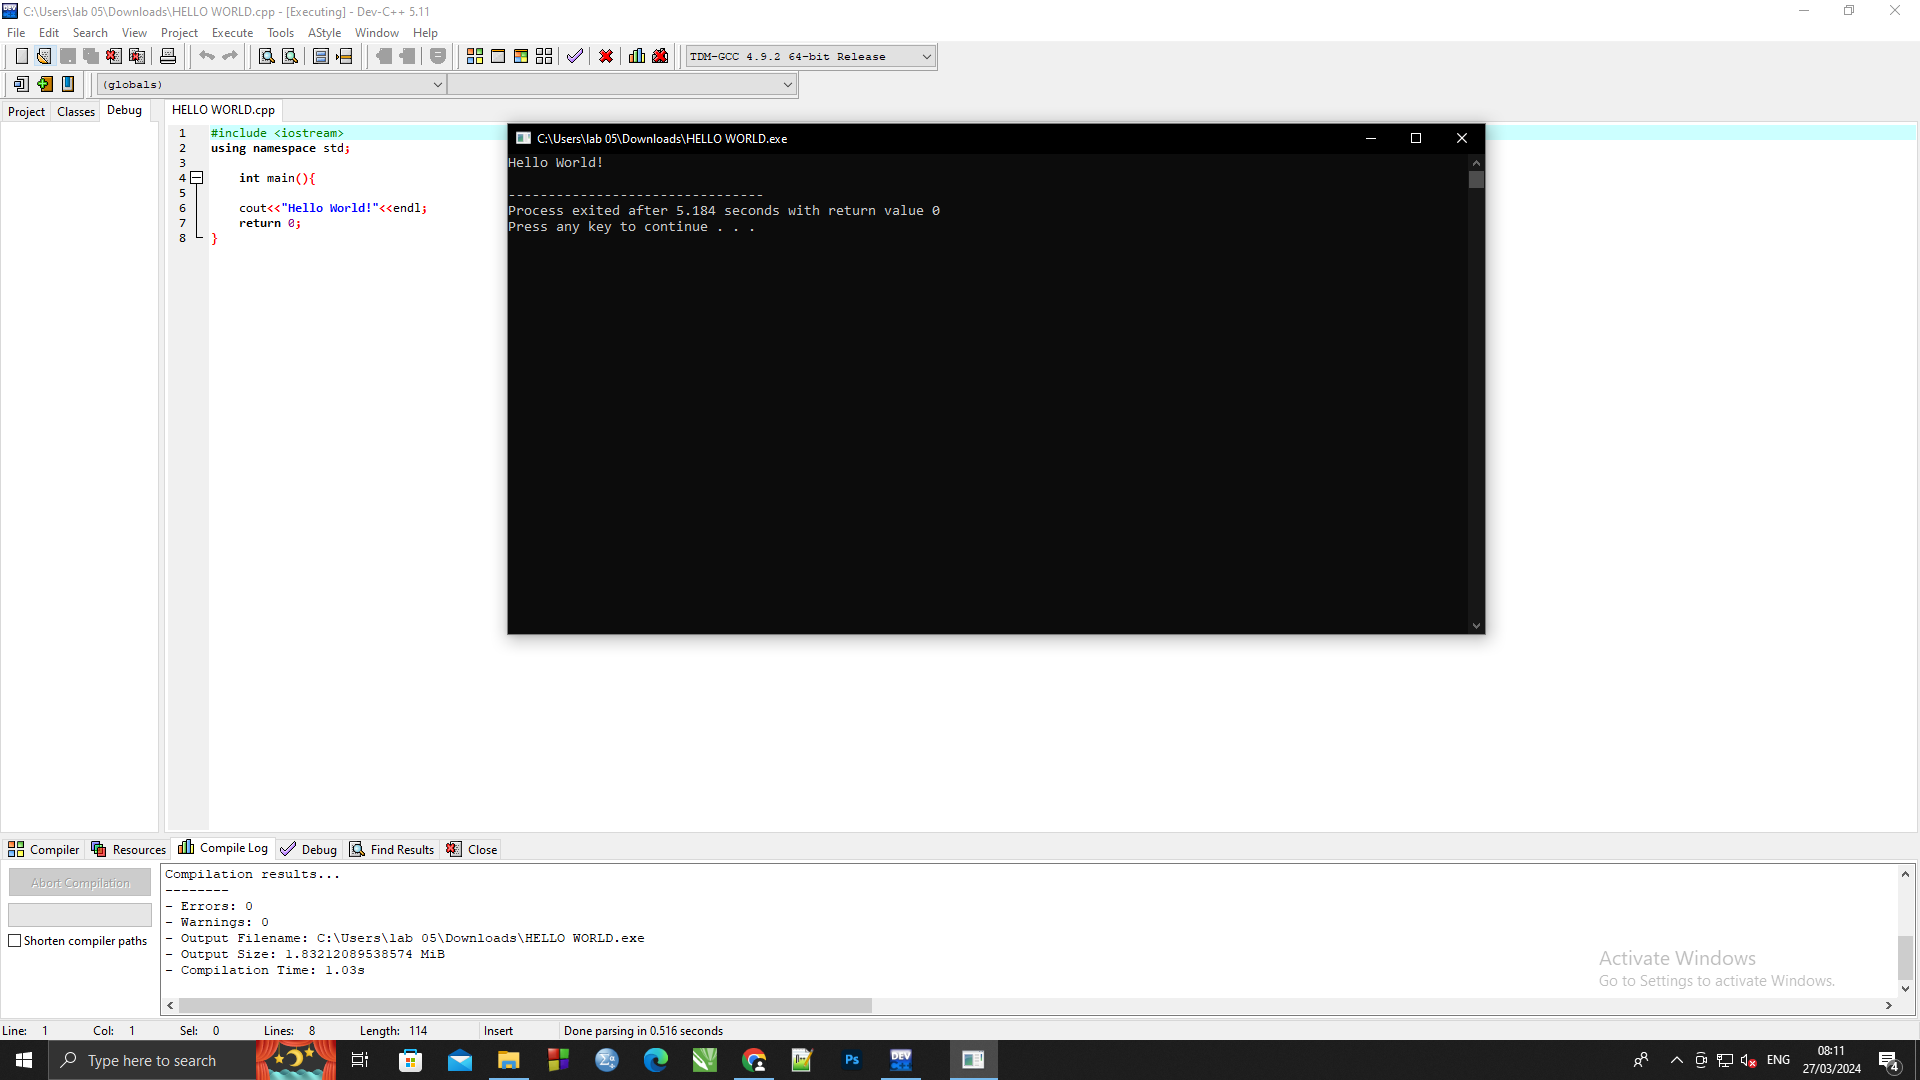 C:\Users\lab 05\Downloads\HELLO WORLD.cpp - [Executing] - Dev-C++ 5.11
File Edit Search View Project Execute Tools AStyle Window Help
TDM-GCC 4.9.2 64-bit Release
(globals)
Project Classes Debug
HELLO WORLD.cpp
1 #include <iostream>
2 using namespace std;
3
4 int main(){
5
6 cout<<"Hello World!"<<endl;
7 return 0;
8 }
C:\Users\lab 05\Downloads\HELLO WORLD.exe
Hello World!
--------------------------------
Process exited after 5.184 seconds with return value 0
Press any key to continue . . .
Compiler Resources Compile Log Debug Find Results Close
Abort Compilation
Shorten compiler paths
Compilation results...
--------
- Errors: 0
- Warnings: 0
- Output Filename: C:\Users\lab 05\Downloads\HELLO WORLD.exe
- Output Size: 1.83212089538574 MiB
- Compilation Time: 1.03s
Activate Windows
Go to Settings to activate Windows.
Line: 1 Col: 1 Sel: 0 Lines: 8 Length: 114 Insert Done parsing in 0.516 seconds
Type here to search
Ps
DEV
ENG
08:11
27/03/2024
4